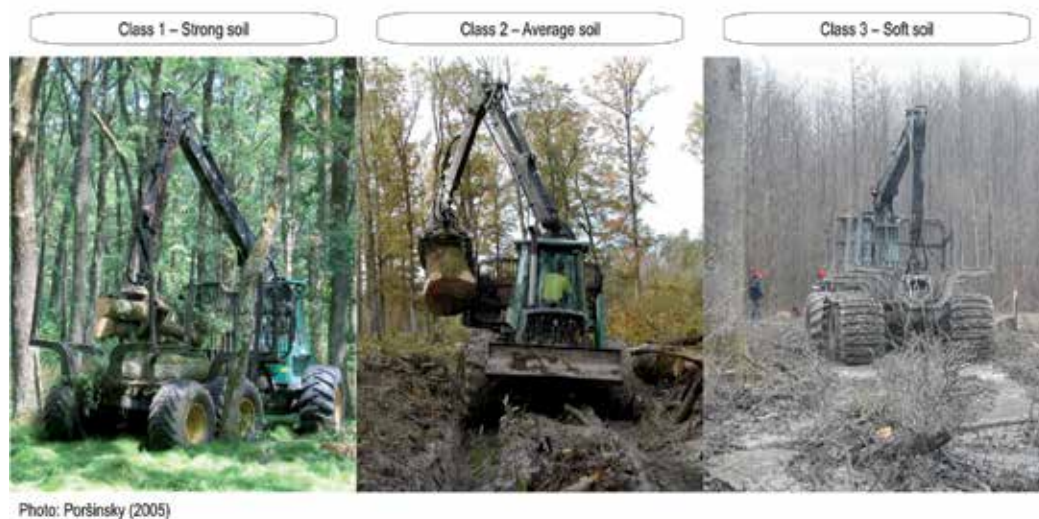 Class 1 – Strong soil
Class 2 – Average soil
Class 3 – Soft soil
Photo: Poršinsky (2005)